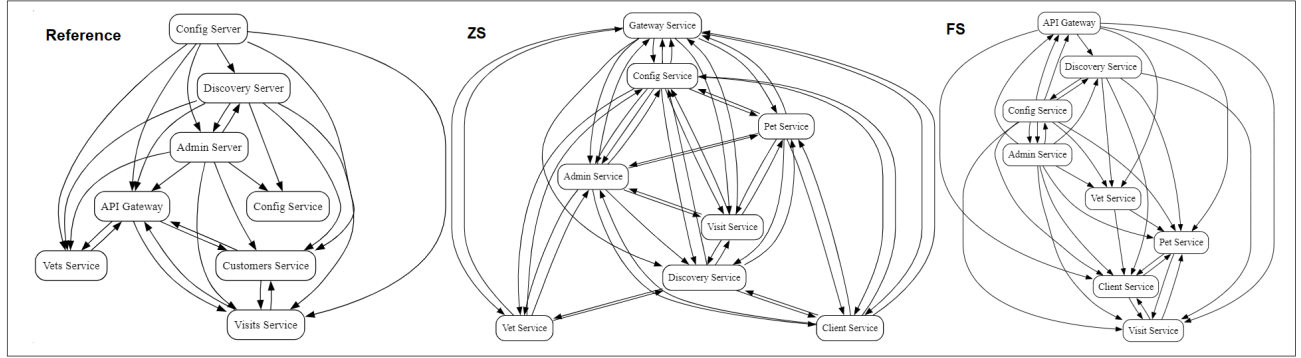 Reference
Config Server
Discovery Server
Admin Server
API Gateway
Config Service
Vets Service
Customers Service
Visits Service
ZS
Gateway Service
Config Service
Pet Service
Admin Service
Visit Service
Discovery Service
Vet Service
Client Service
FS
API Gateway
Discovery Service
Config Service
Admin Service
Vet Service
Pet Service
Client Service
Visit Service